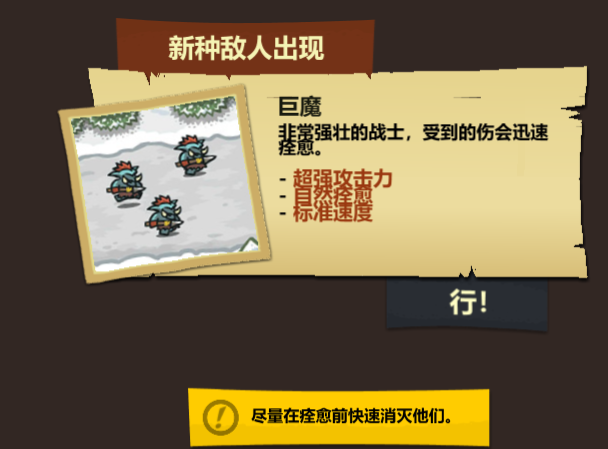 新种敌人出现
巨魔
非常强壮的战士，受到的伤会迅速
痊愈。
- 超强攻击力
- 自然痊愈
- 标准速度
行!
尽量在痊愈前快速消灭他们。